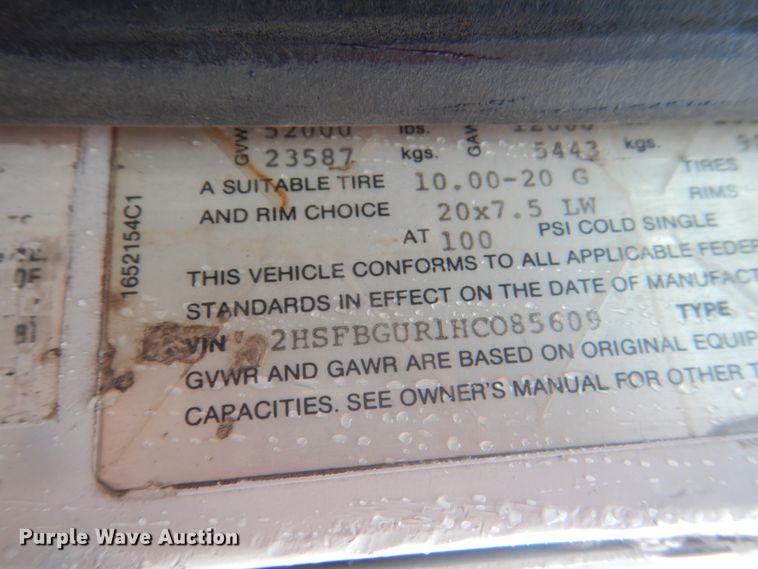 GVW 52000 lbs. GAW 12000
23587 kgs. 5443 kgs.
A SUITABLE TIRE 10.00-20 G TIRES
AND RIM CHOICE 20x7.5 LW RIMS
AT 100 PSI COLD SINGLE
THIS VEHICLE CONFORMS TO ALL APPLICABLE FEDER
STANDARDS IN EFFECT ON THE DATE OF MANUFACT
VIN 2HSFBGUR1HC085609 TYPE
GVWR AND GAWR ARE BASED ON ORIGINAL EQUIP
CAPACITIES. SEE OWNER'S MANUAL FOR OTHER T
1652154C1
Purple Wave Auction